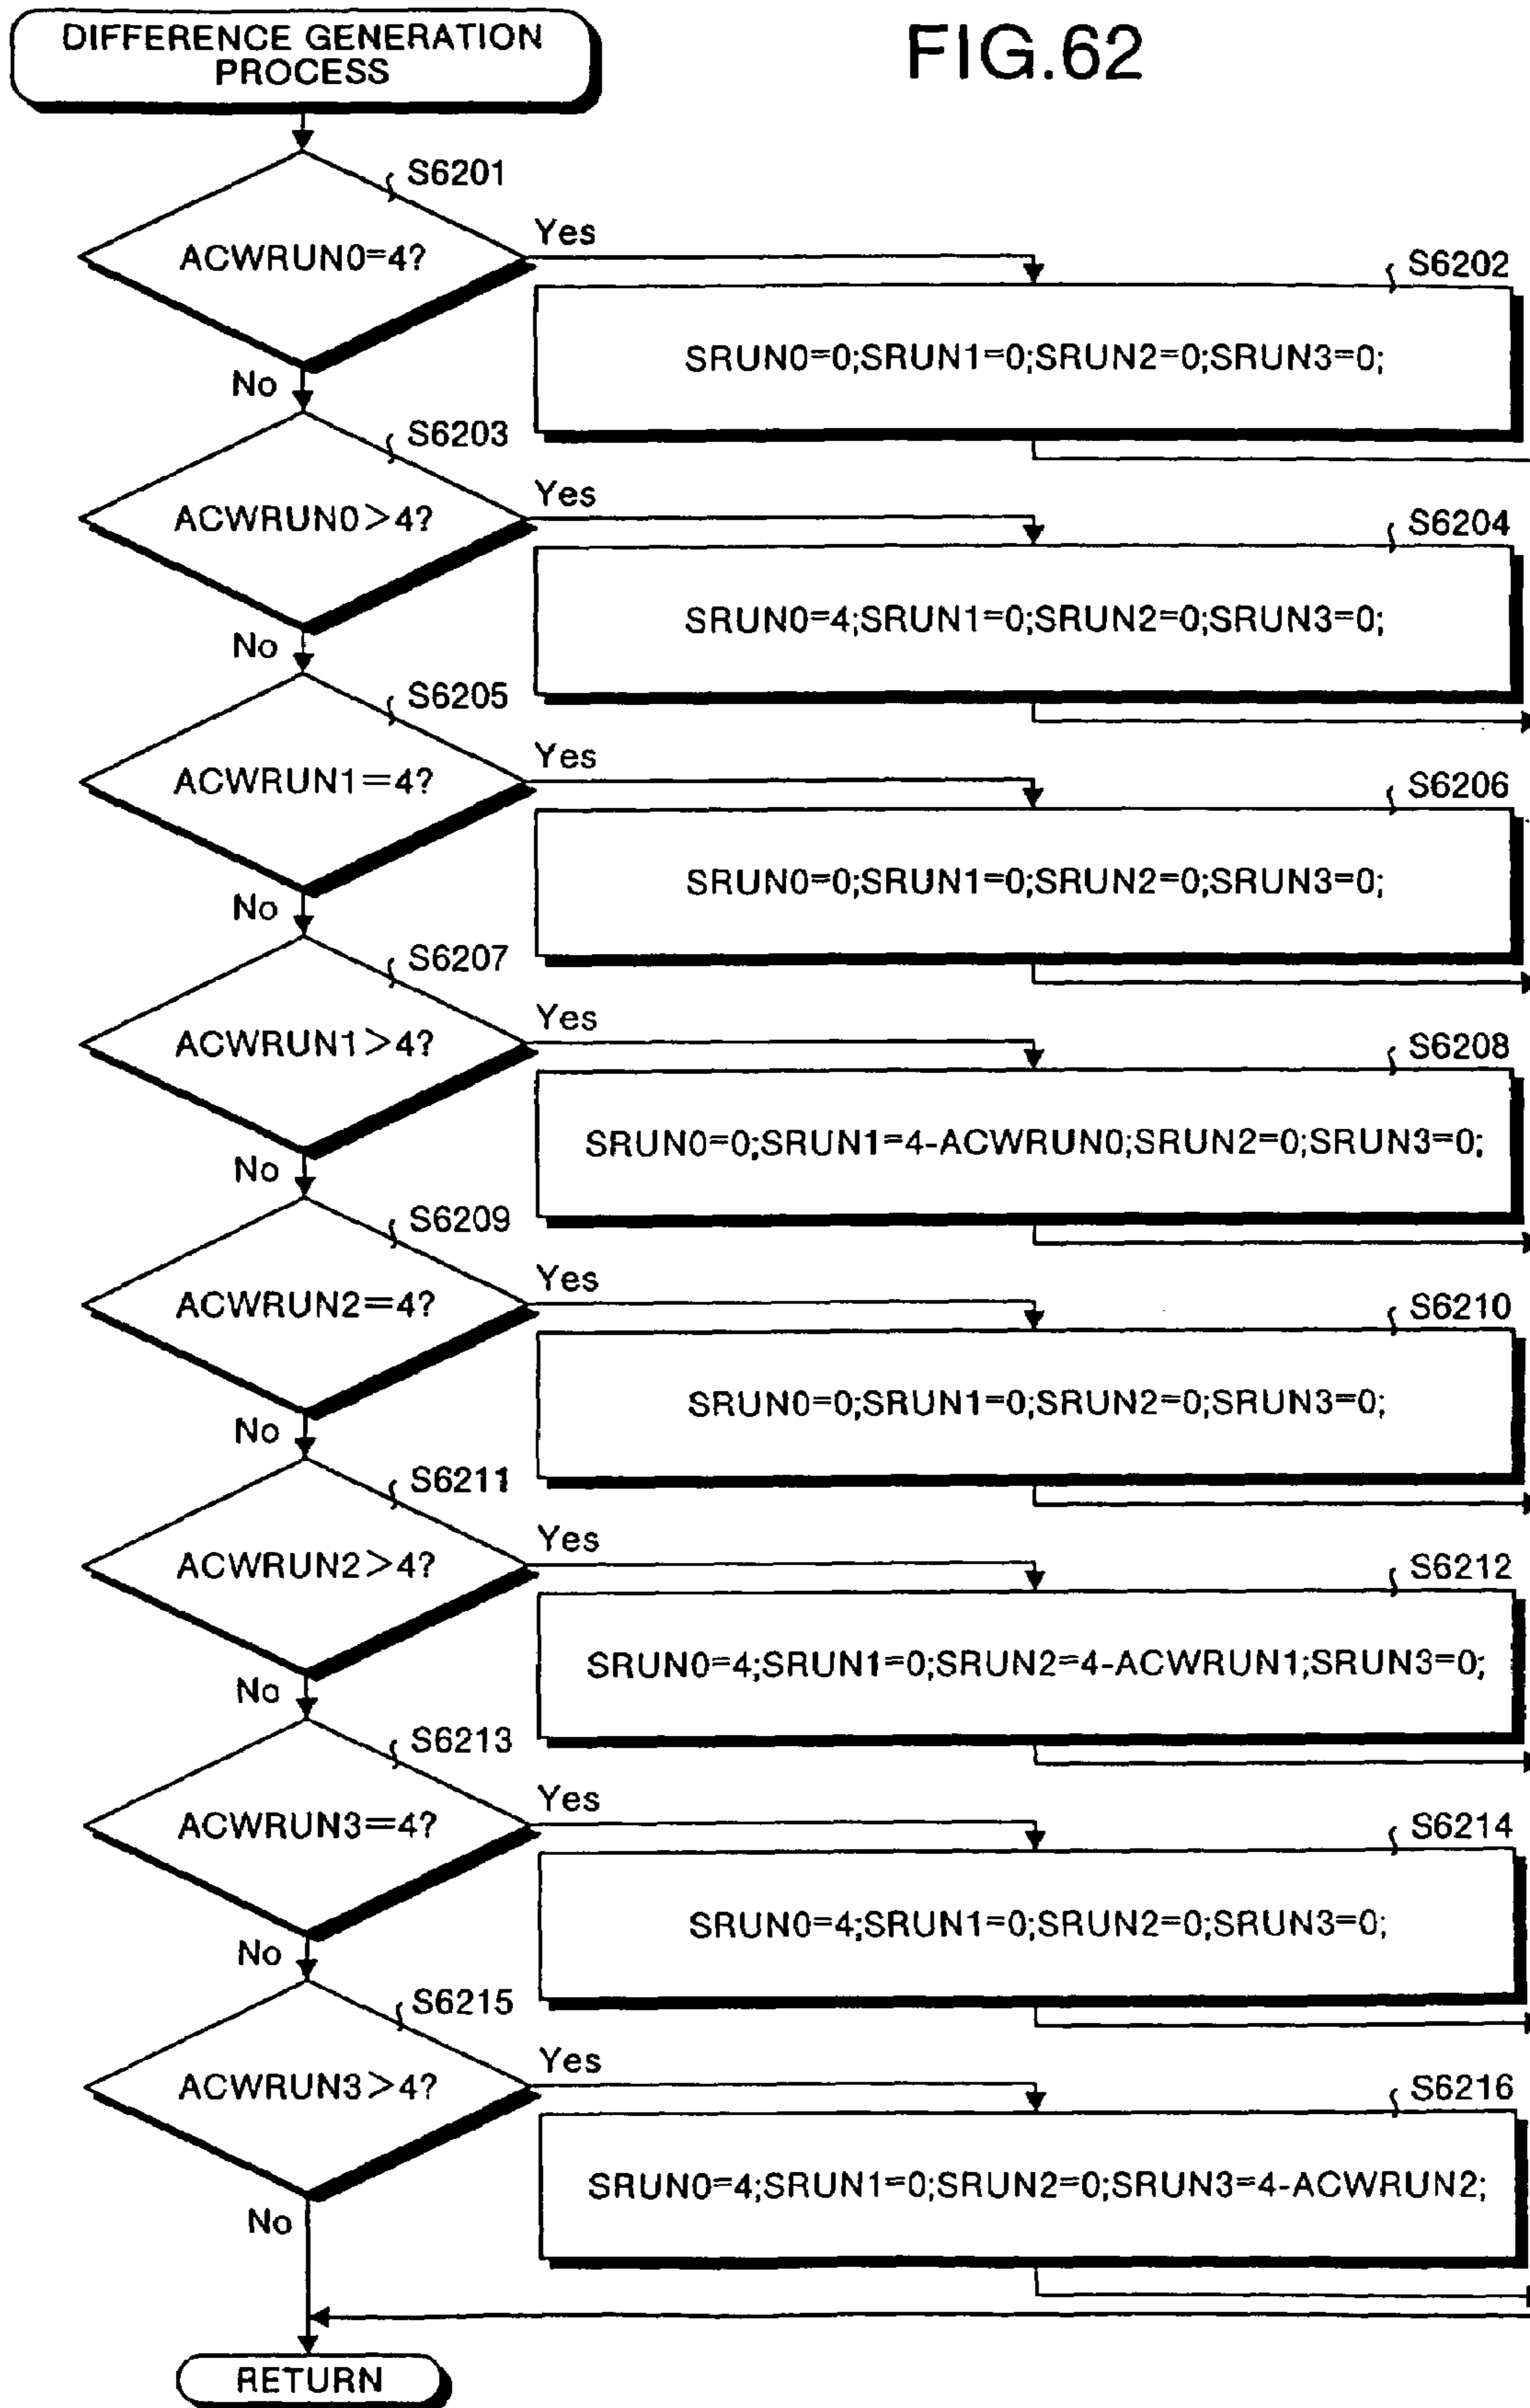 DIFFERENCE GENERATION
PROCESS
FIG.62
S6201
ACWRUN0=4?
Yes
S6202
SRUN0=0;SRUN1=0;SRUN2=0;SRUN3=0;
No
S6203
ACWRUN0>4?
Yes
S6204
SRUN0=4;SRUN1=0;SRUN2=0;SRUN3=0;
No
S6205
ACWRUN1=4?
Yes
S6206
SRUN0=0;SRUN1=0;SRUN2=0;SRUN3=0;
No
S6207
ACWRUN1>4?
Yes
S6208
SRUN0=0;SRUN1=4-ACWRUN0;SRUN2=0;SRUN3=0;
No
S6209
ACWRUN2=4?
Yes
S6210
SRUN0=0;SRUN1=0;SRUN2=0;SRUN3=0;
No
S6211
ACWRUN2>4?
Yes
S6212
SRUN0=4;SRUN1=0;SRUN2=4-ACWRUN1;SRUN3=0;
No
S6213
ACWRUN3=4?
Yes
S6214
SRUN0=4;SRUN1=0;SRUN2=0;SRUN3=0;
No
S6215
ACWRUN3>4?
Yes
S6216
SRUN0=4;SRUN1=0;SRUN2=0;SRUN3=4-ACWRUN2;
No
RETURN